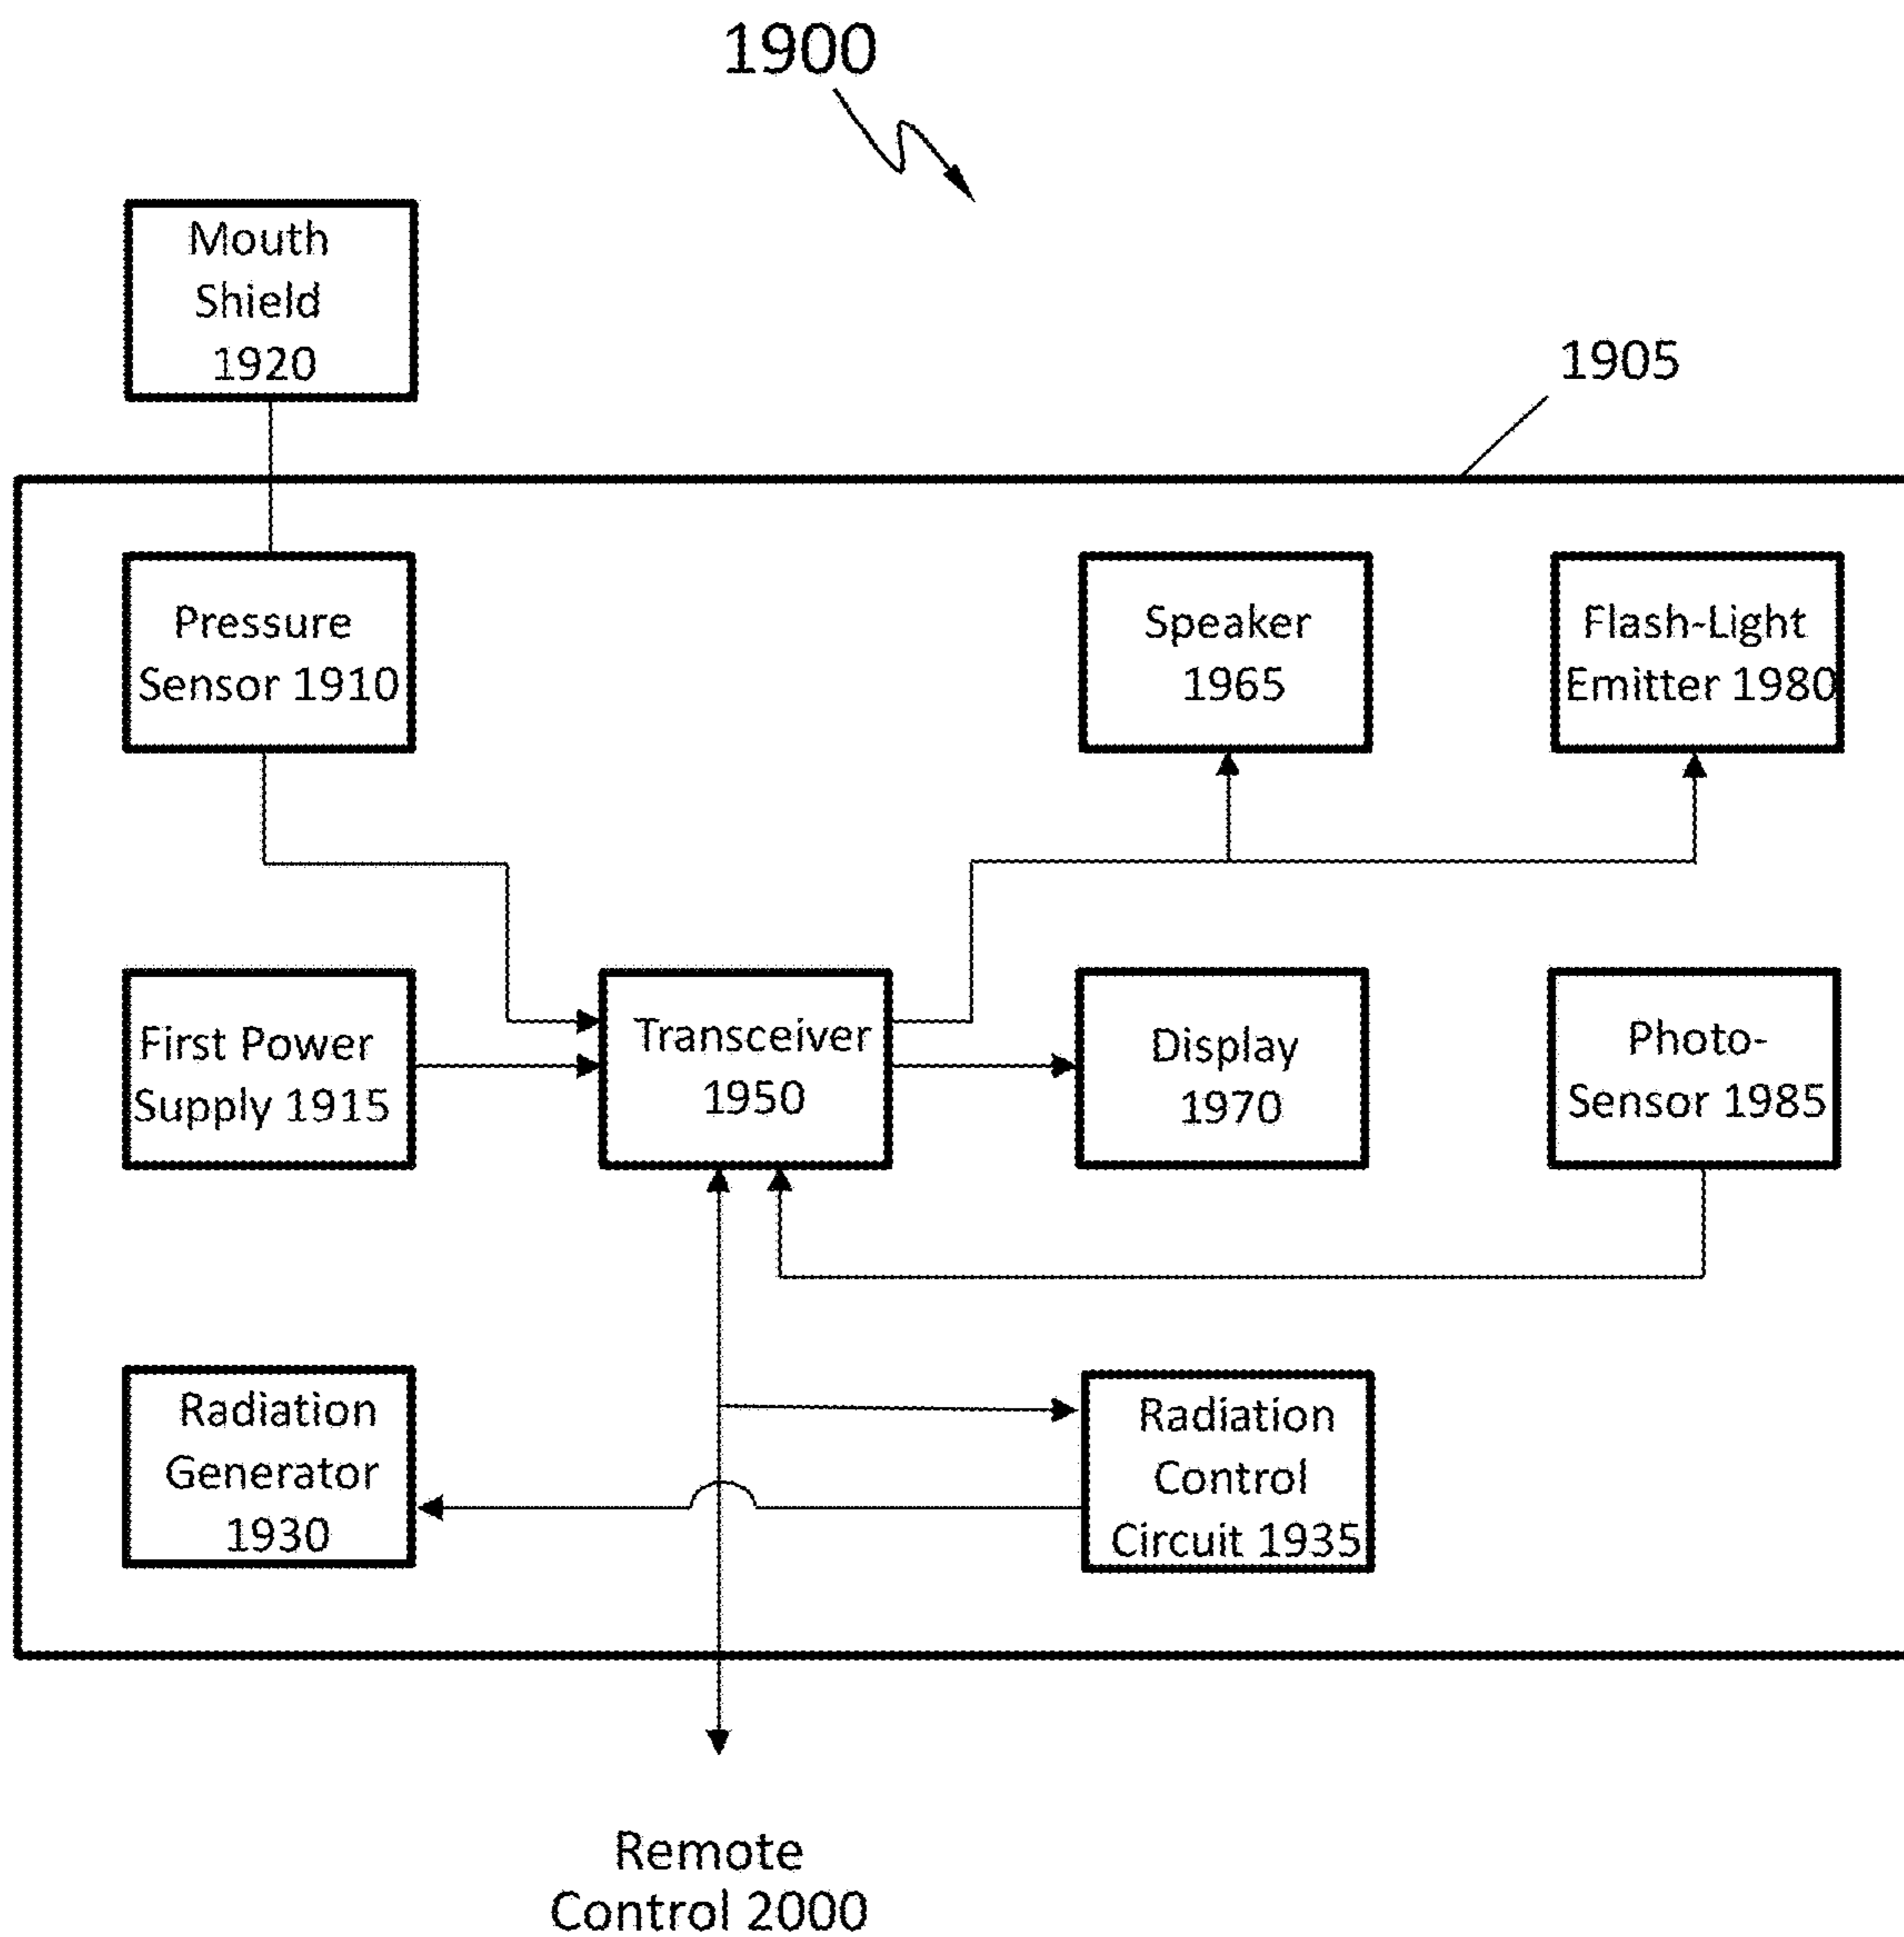 1900
Mouth
Shield
1920
1905
Pressure
Sensor 1910
Speaker
1965
Flash-Light
Emitter 1980
First Power
Supply 1915
Transceiver
1950
Display
1970
Photo-
Sensor 1985
Radiation
Generator
1930
Radiation
Control
Circuit 1935
Remote
Control 2000